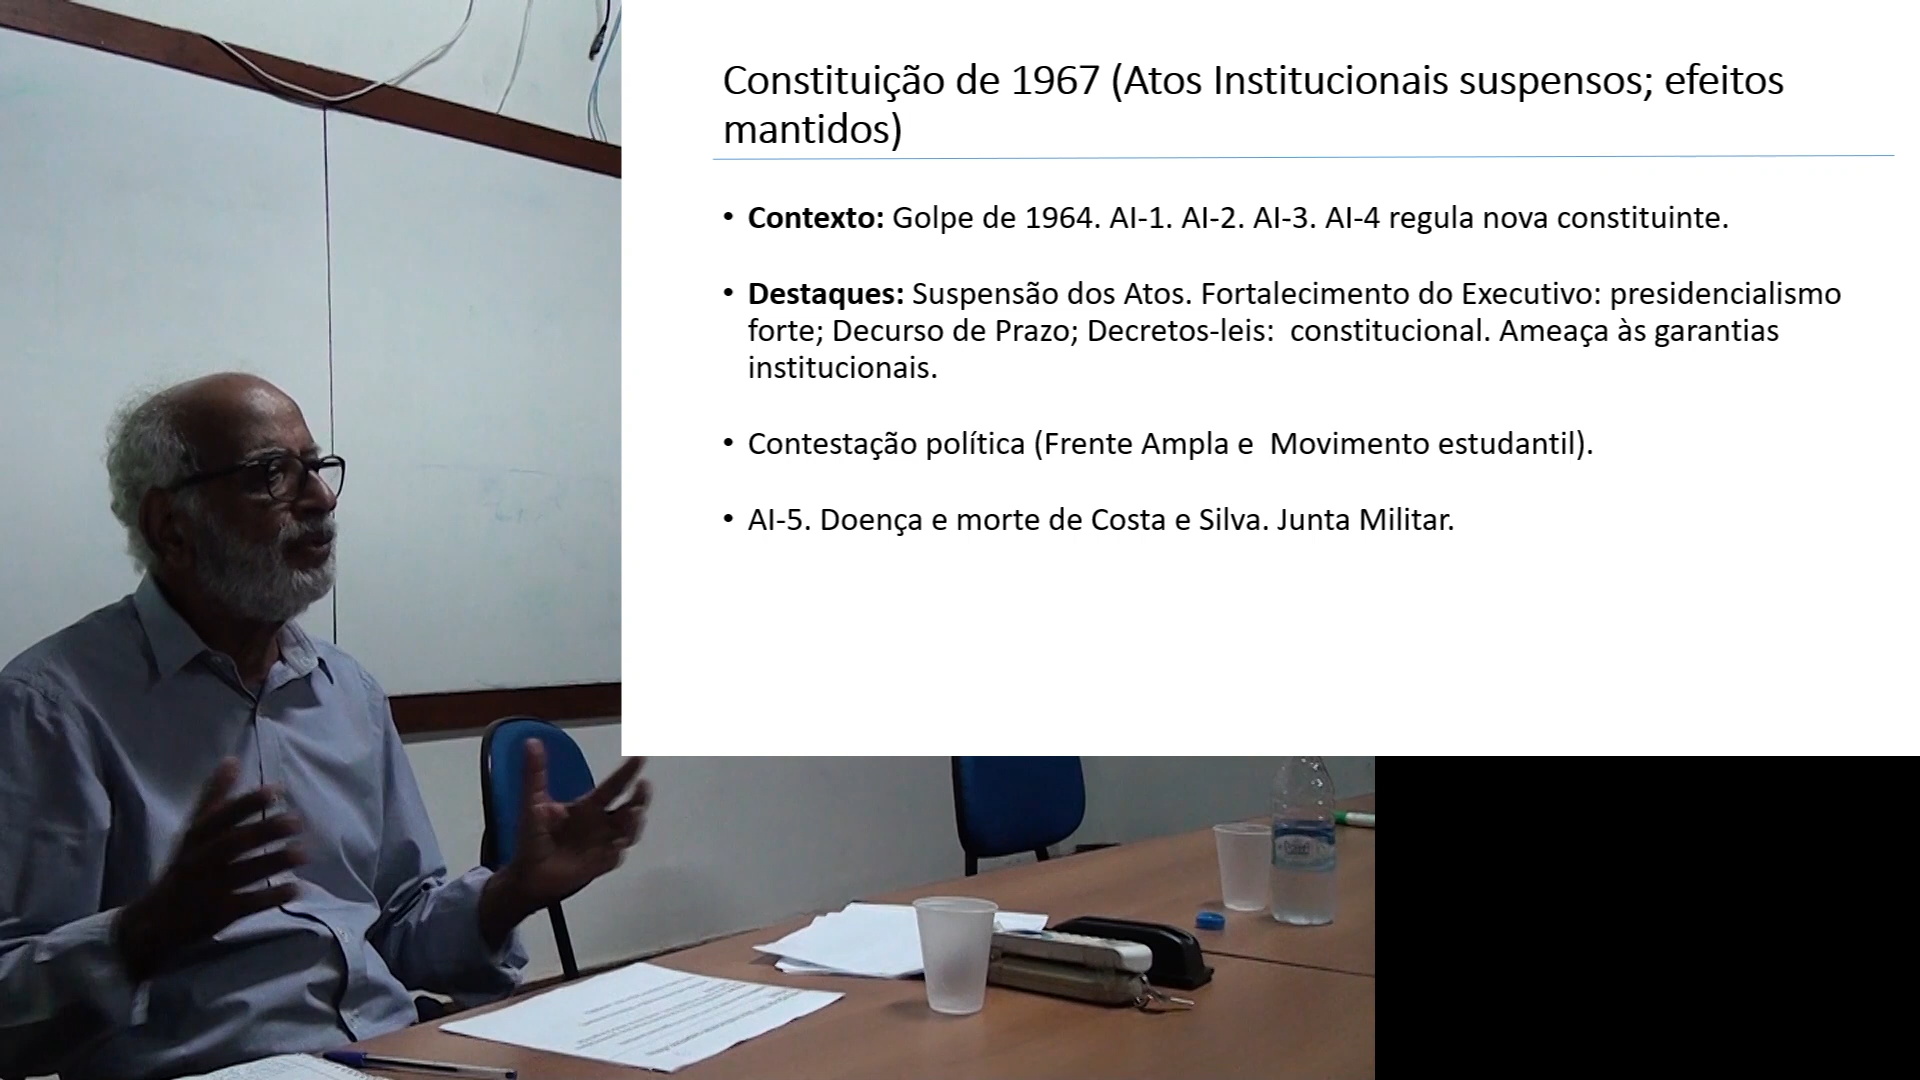 Constituição de 1967 (Atos Institucionais suspensos; efeitos
mantidos)
• Contexto: Golpe de 1964. AI-1. AI-2. AI-3. AI-4 regula nova constituinte.
• Destaques: Suspensão dos Atos. Fortalecimento do Executivo: presidencialismo
forte; Decurso de Prazo; Decretos-leis:  constitucional. Ameaça às garantias
institucionais.
• Contestação política (Frente Ampla e  Movimento estudantil).
• AI-5. Doença e morte de Costa e Silva. Junta Militar.